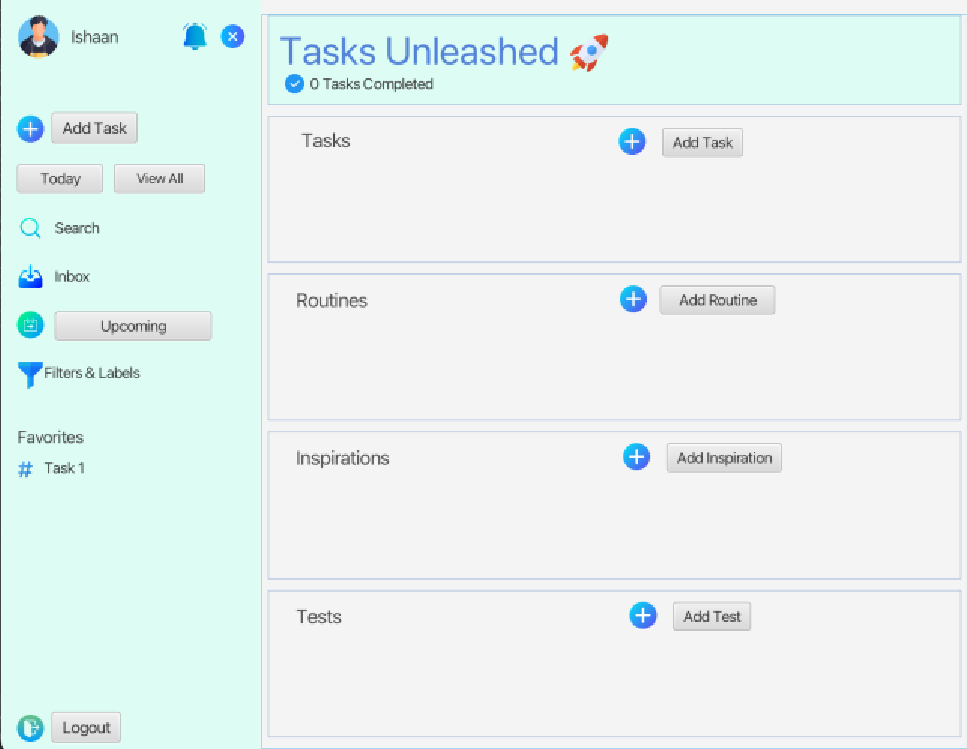 Ishaan
Add Task
Today
View All
Search
Inbox
Upcoming
Filters & Labels
Favorites
# Task 1
Logout
Tasks Unleashed 🚀
0 Tasks Completed
Tasks
Add Task
Routines
Add Routine
Inspirations
Add Inspiration
Tests
Add Test